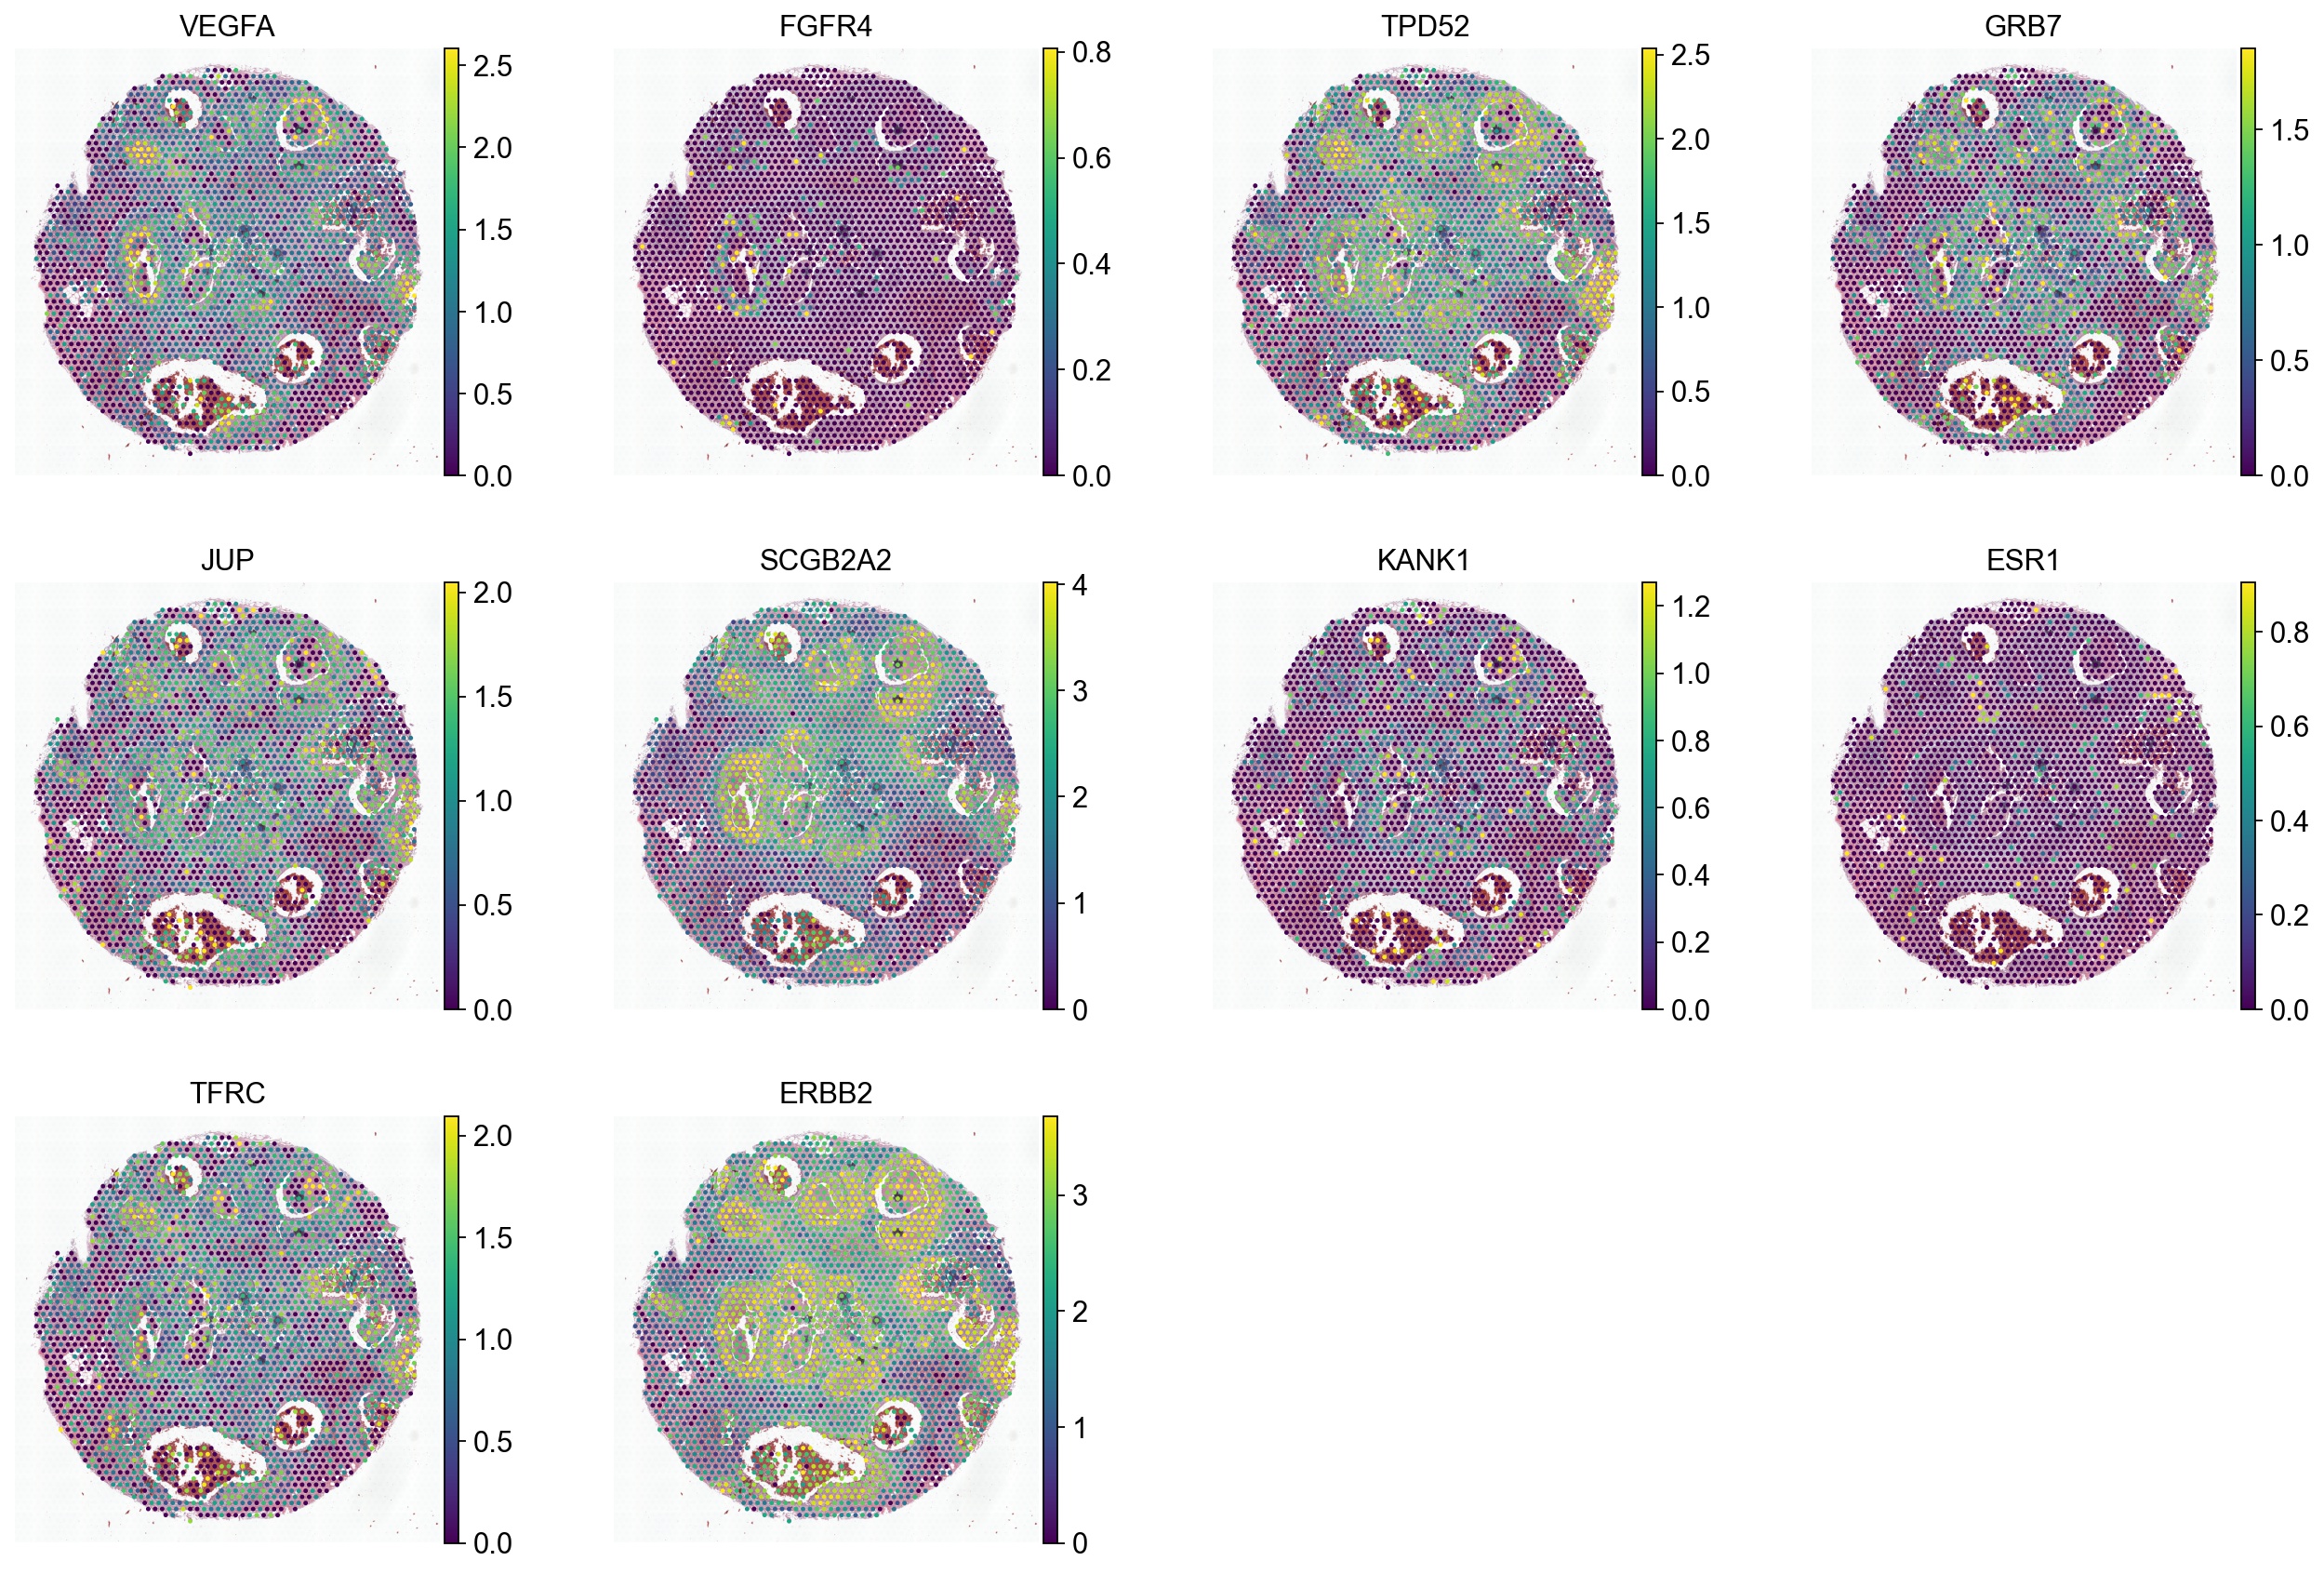 VEGFA FGFR4 TPD52 GRB7
2.5 0.8 2.5 1.5
2.0 0.6 2.0 1.0
1.5 0.4 1.5 0.5
1.0 0.2 1.0 0.0
0.5 0.0 0.5
0.0 0.0
JUP SCGB2A2 KANK1 ESR1
2.0 4 1.2 0.8
1.5 3 1.0 0.6
1.0 2 0.8 0.4
0.5 1 0.6 0.2
0.0 0 0.4 0.0
0.2
0.0
TFRC ERBB2
2.0 3
1.5 2
1.0 1
0.5 0
0.0